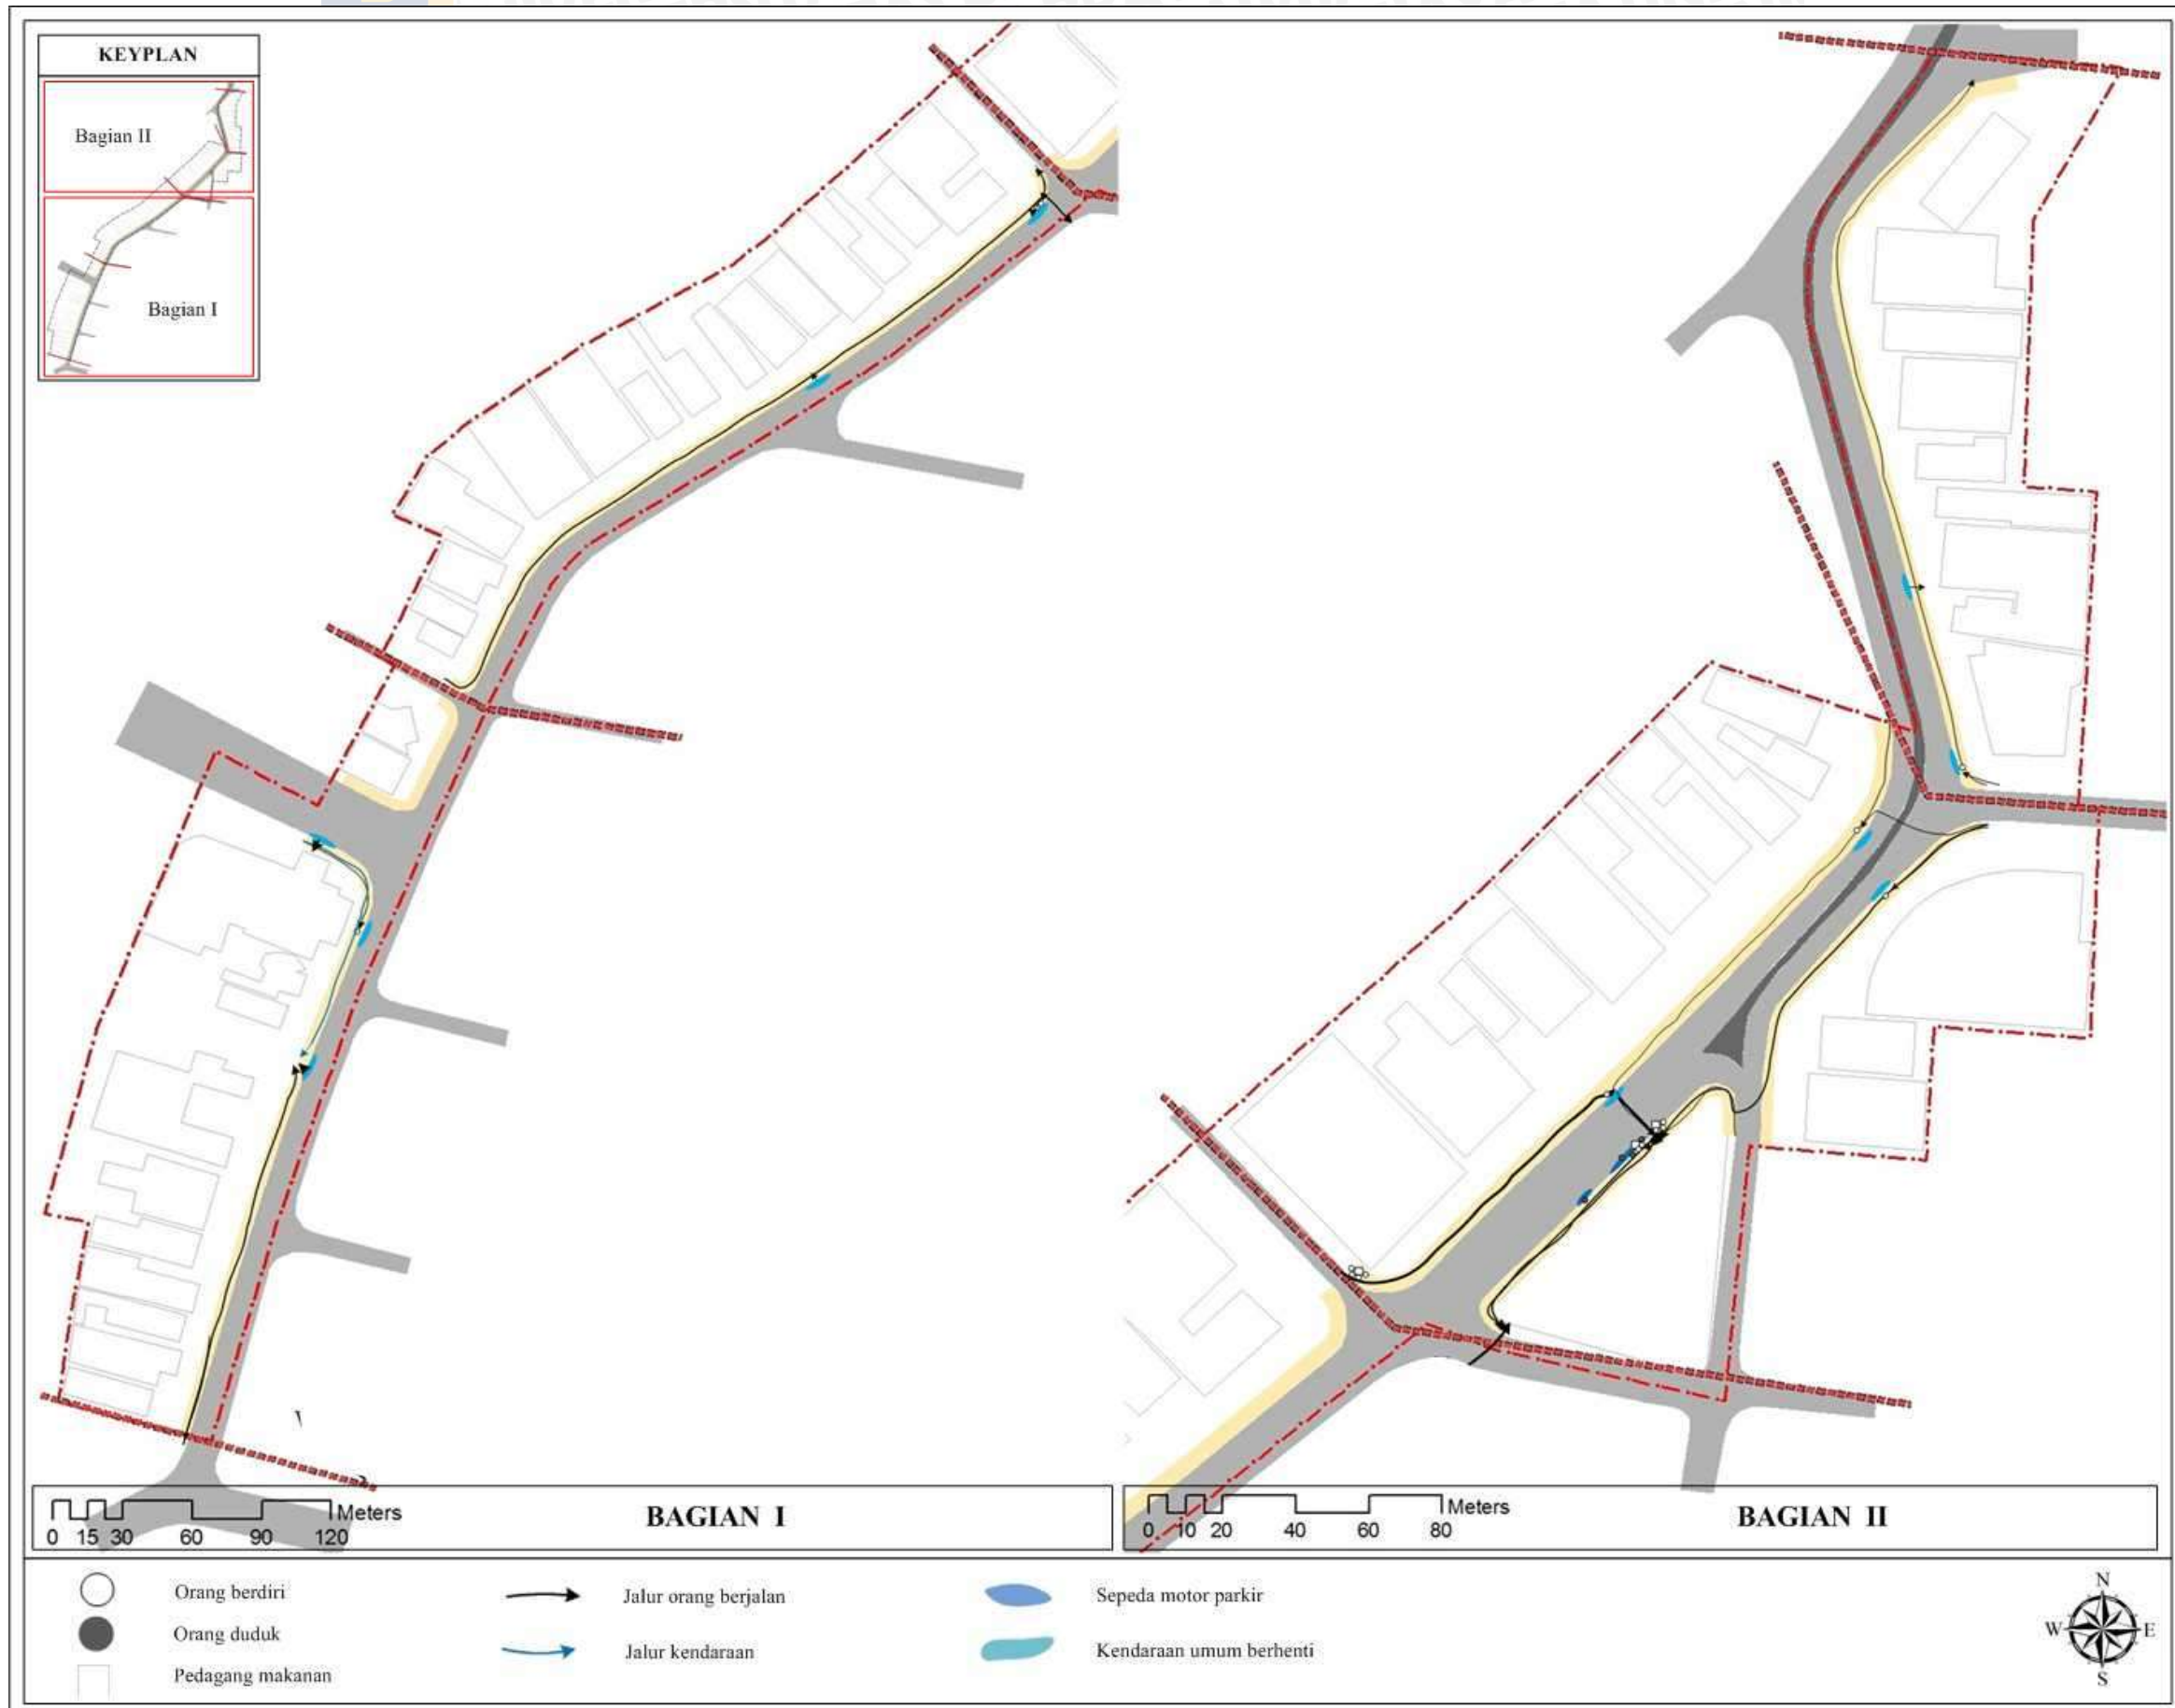 KEYPLAN
Bagian II
Bagian I
Meters
0 15 30 60 90 120
BAGIAN I
Meters
0 10 20 40 60 80
BAGIAN II
Orang berdiri
Orang duduk
Pedagang makanan
Jalur orang berjalan
Jalur kendaraan
Sepeda motor parkir
Kendaraan umum berhenti
N
W E
S